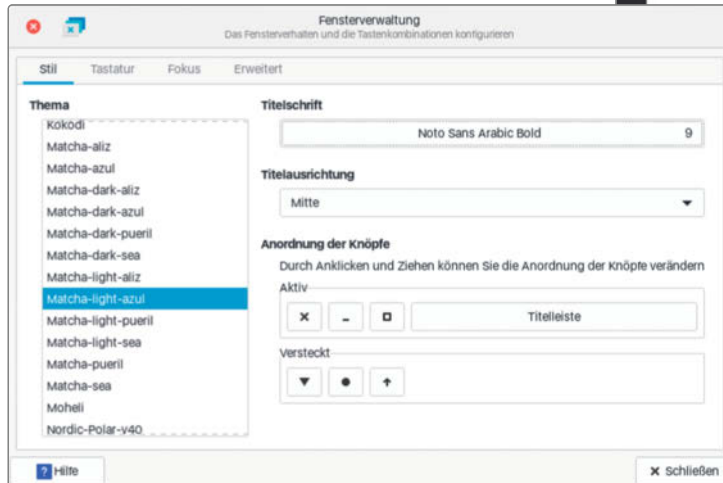 Fensterverwaltung
Das Fensterverhalten und die Tastenkombinationen konfigurieren
Stil Tastatur Fokus Erweitert
Thema
Kokodi
Matcha-aliz
Matcha-azul
Matcha-dark-aliz
Matcha-dark-azul
Matcha-dark-pueril
Matcha-dark-sea
Matcha-light-aliz
Matcha-light-azul
Matcha-light-pueril
Matcha-light-sea
Matcha-pueril
Matcha-sea
Moheli
Nordic-Polar-v40
Titelschrift
Noto Sans Arabic Bold 9
Titelausrichtung
Mitte
Anordnung der Knöpfe
Durch Anklicken und Ziehen können Sie die Anordnung der Knöpfe verändern
Aktiv
Titelleiste
Versteckt
? Hilfe
Schließen